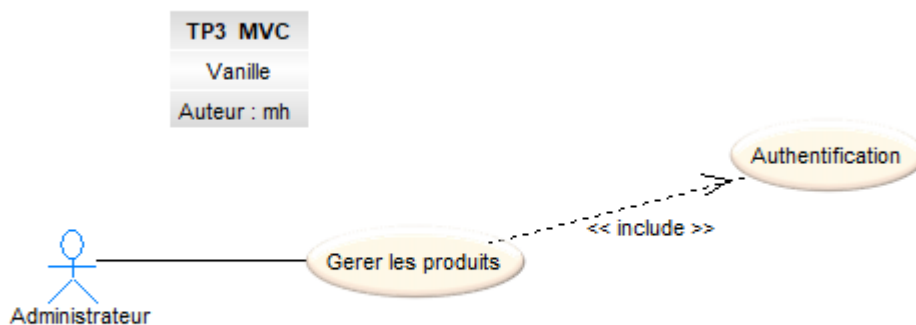 TP3 MVC
Vanille
Auteur : mh
Authentification
<< include >>
Gerer les produits
Administrateur